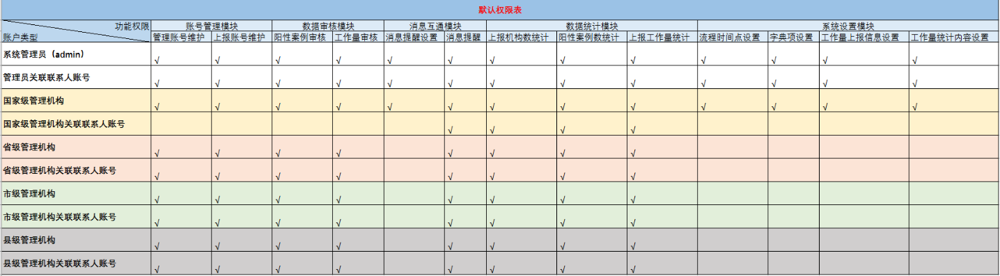 默认权限表
功能权限 账号管理模块 数据审核模块 消息互通模块 数据统计模块 系统设置模块
账户类型 管理账号维护 上报账号维护 阳性案例审核 工作量审核 消息提醒设置 消息提醒 上报机构数统计 阳性案例数统计 上报工作量统计 流程时间点设置 字典项设置 工作量上报信息设置 工作量统计内容设置
系统管理员（admin） √ √ √ √ √ √ √ √ √ √ √ √ √
管理员关联联系人账号 √ √ √ √ √ √ √ √ √ √ √ √ √
国家级管理机构 √ √ √ √ √ √ √ √ √ √ √ √ √
国家级管理机构关联联系人账号 √ √ √ √
省级管理机构 √ √ √ √ √ √ √ √
省级管理机构关联联系人账号 √ √ √ √ √ √ √ √
市级管理机构 √ √ √ √ √ √ √ √
市级管理机构关联联系人账号 √ √ √ √ √ √ √ √
县级管理机构 √ √ √ √ √ √ √ √
县级管理机构关联联系人账号 √ √ √ √ √ √ √ √